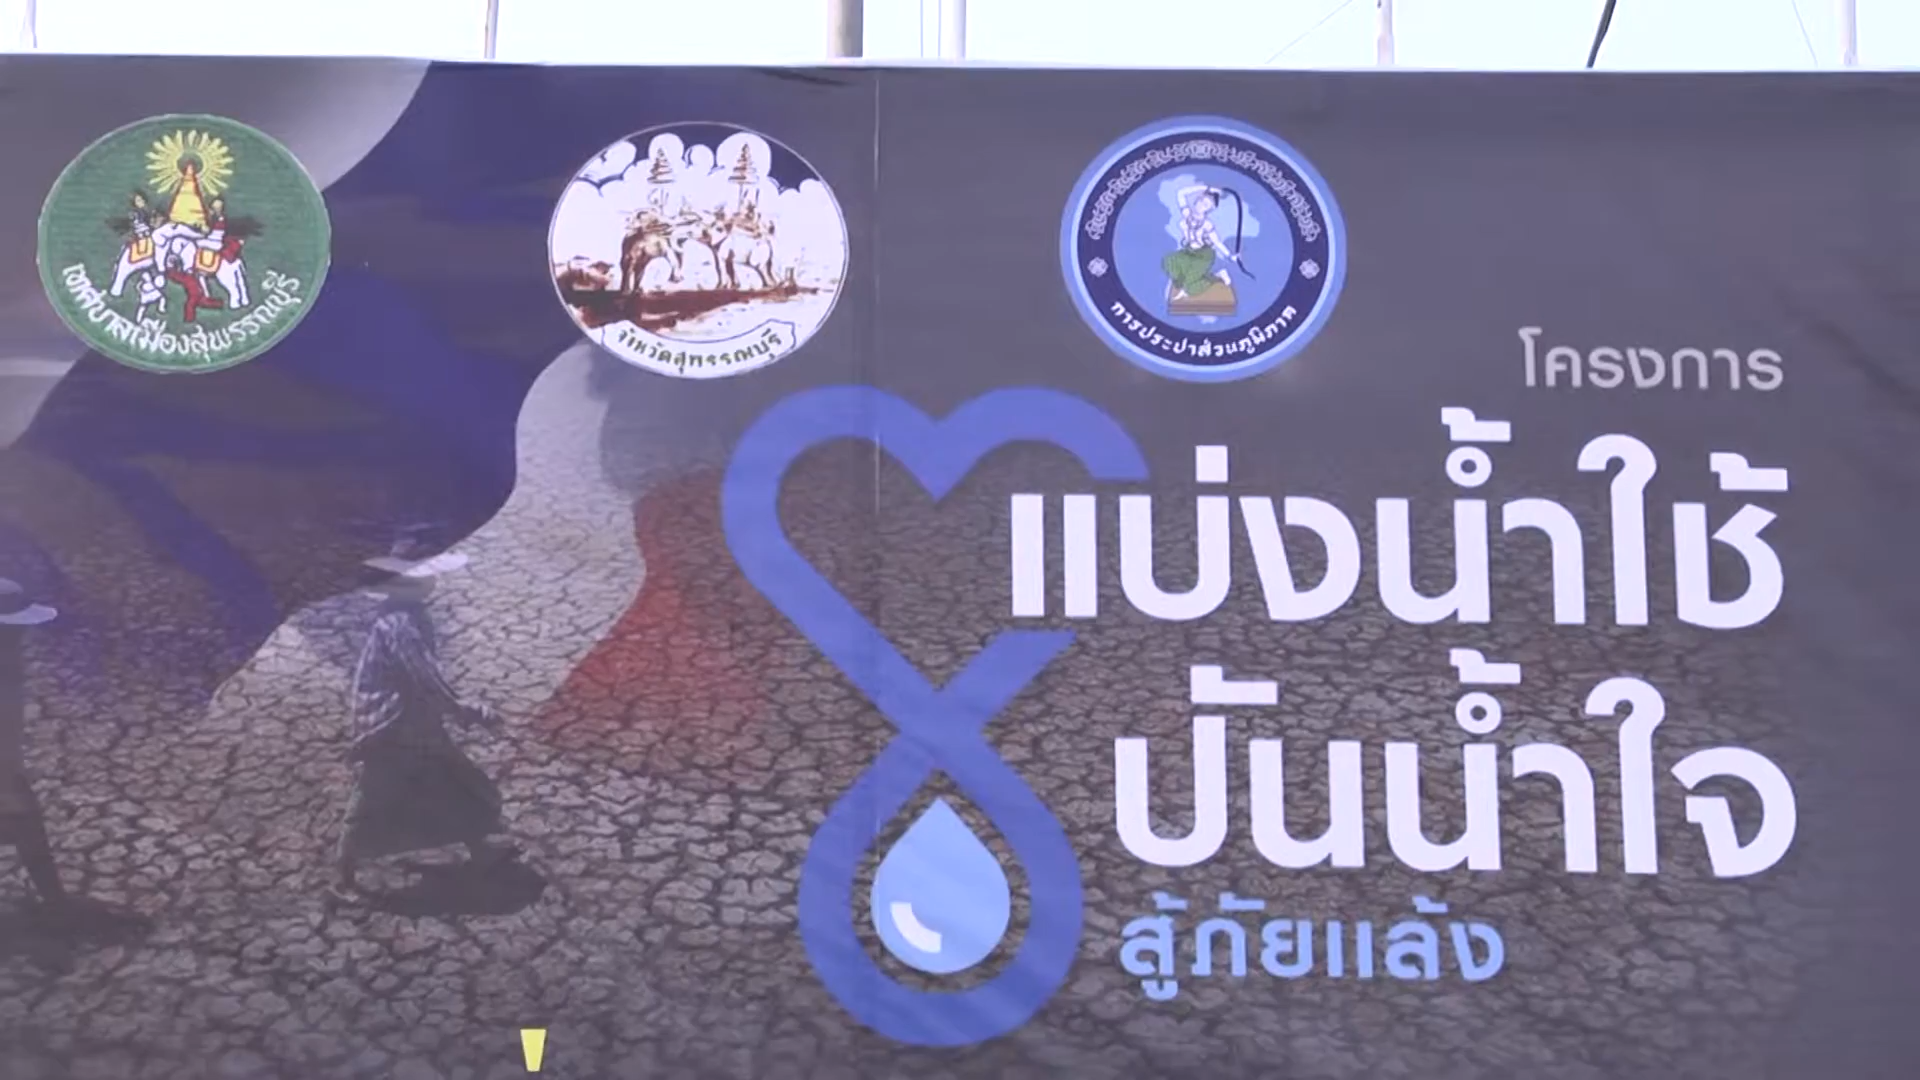 เทศบาลเมืองสุพรรณบุรี
จังหวัดสุพรรณบุรี
การประปาส่วนภูมิภาค
โครงการ
แบ่งน้ำใช้
ปันน้ำใจ
สู้ภัยแล้ง